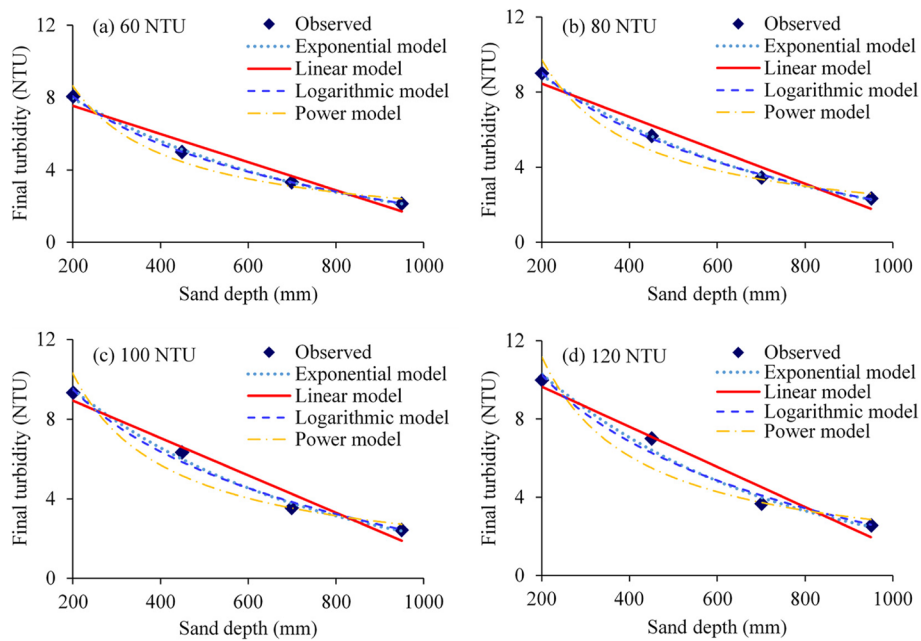 (a) 60 NTU
Observed
Exponential model
Linear model
Logarithmic model
Power model
Final turbidity (NTU)
12
8
4
0
200 400 600 800 1000
Sand depth (mm)
(b) 80 NTU
Observed
Exponential model
Linear model
Logarithmic model
Power model
Final turbidity (NTU)
12
8
4
0
200 400 600 800 1000
Sand depth (mm)
(c) 100 NTU
Observed
Exponential model
Linear model
Logarithmic model
Power model
Final turbidity (NTU)
12
8
4
0
200 400 600 800 1000
Sand depth (mm)
(d) 120 NTU
Observed
Exponential model
Linear model
Logarithmic model
Power model
Final turbidity (NTU)
12
8
4
0
200 400 600 800 1000
Sand depth (mm)